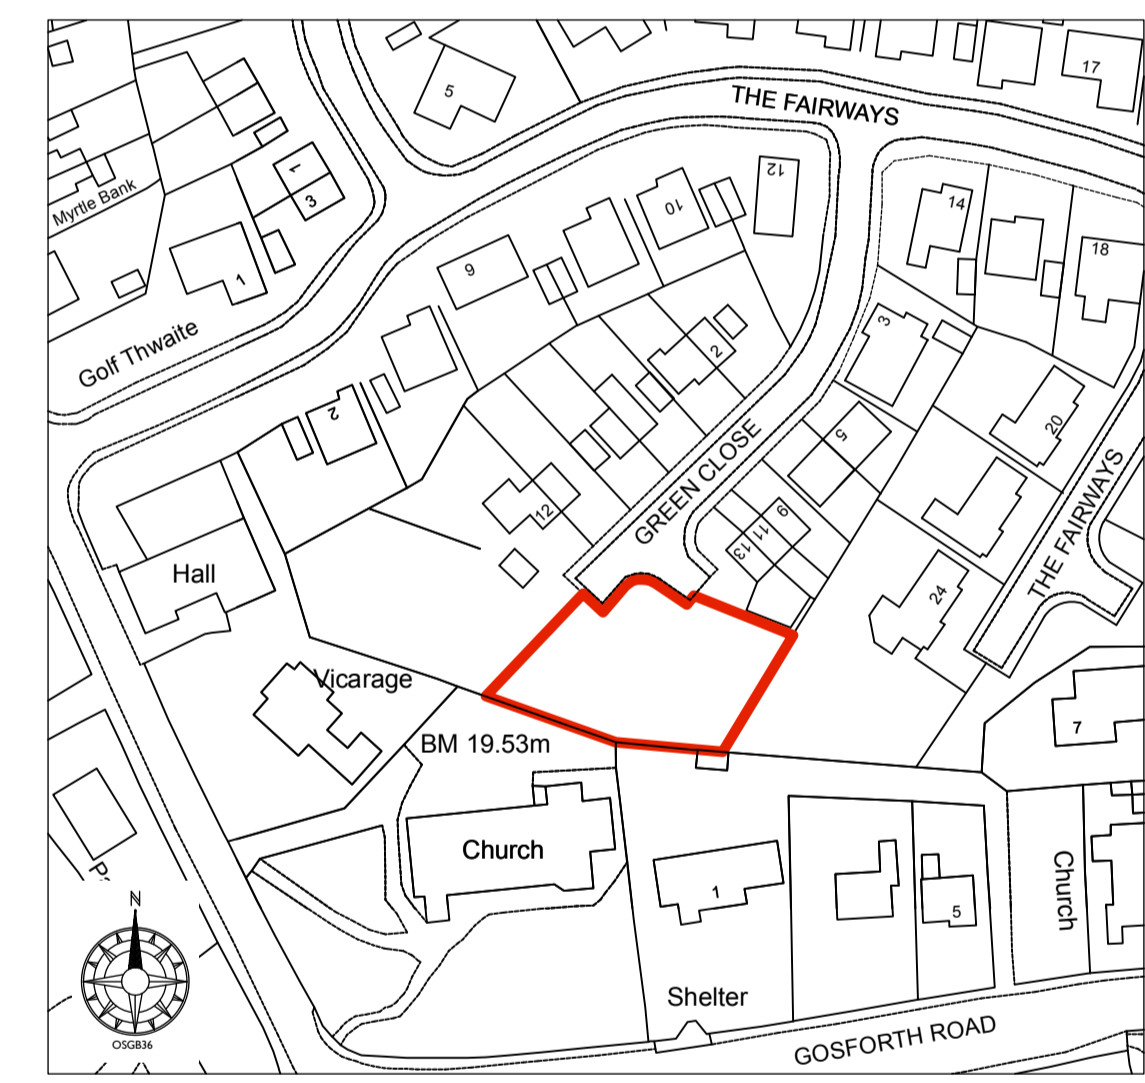 17
THE FAIRWAYS
5
1
3
Myrtle Bank
1
Golf Thwaite
12
10
9
14
18
3
2
2
20
5
GREEN CLOSE
12
9
11
13
THE FAIRWAYS
24
Hall
Vicarage
BM 19.53m
7
Church
1
5
Church
Shelter
GOSFORTH ROAD
N
OSGB36